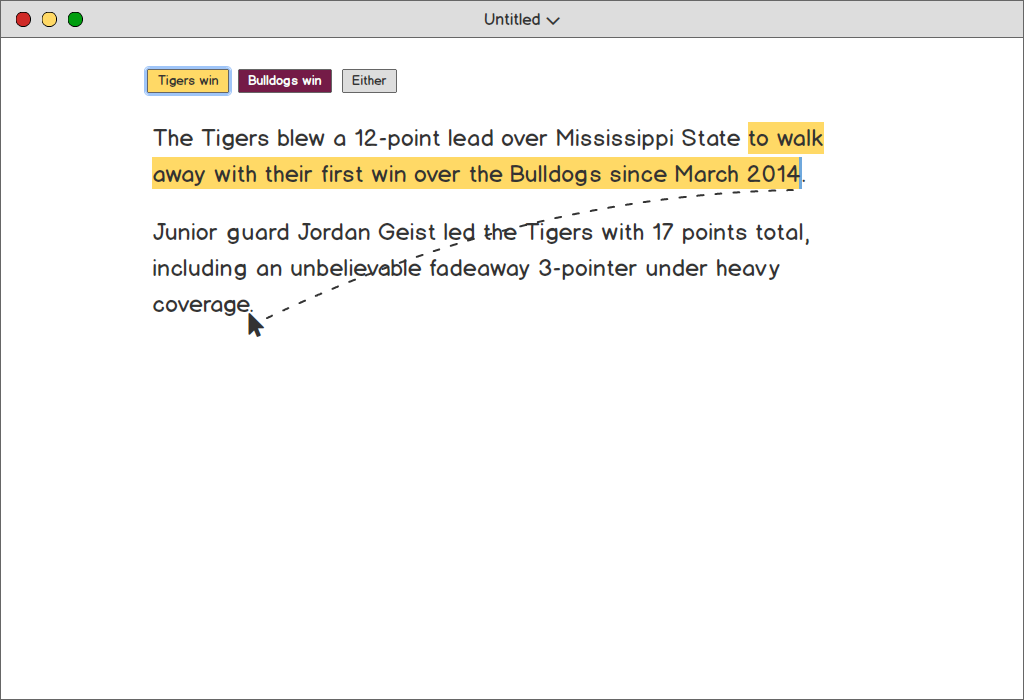 Untitled
Tigers win Bulldogs win Either
The Tigers blew a 12-point lead over Mississippi State to walk
away with their first win over the Bulldogs since March 2014.
Junior guard Jordan Geist led the Tigers with 17 points total,
including an unbelievable fadeaway 3-pointer under heavy
coverage.